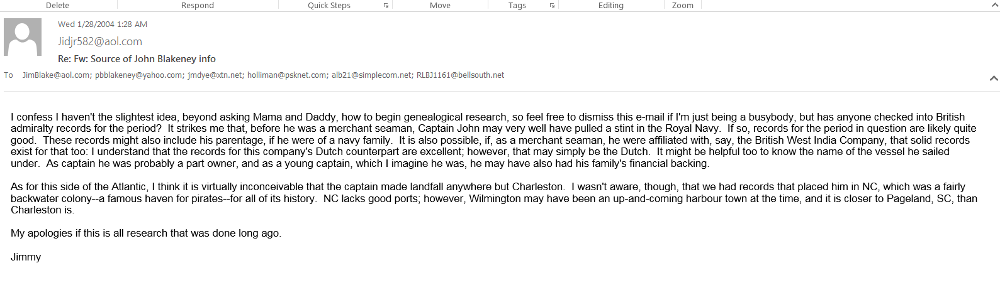 Delete Respond Quick Steps Move Tags Editing Zoom
Wed 1/28/2004 1:28 AM
Jidjr582@aol.com
Re: Fw: Source of John Blakeney info
To JimBlake@aol.com; pbblakeney@yahoo.com; jmdye@xtn.net; holliman@psknet.com; alb21@simplecom.net; RLBJ1161@bellsouth.net
I confess I haven't the slightest idea, beyond asking Mama and Daddy, how to begin genealogical research, so feel free to dismiss this e-mail if I'm just being a busybody, but has anyone checked into British
admiralty records for the period?  It strikes me that, before he was a merchant seaman, Captain John may very well have pulled a stint in the Royal Navy.  If so, records for the period in question are likely quite
good.  These records might also include his parentage, if he were of a navy family.  It is also possible, if, as a merchant seaman, he were affiliated with, say, the British West India Company, that solid records
exist for that too: I understand that the records for this company's Dutch counterpart are excellent; however, that may simply be the Dutch.  It might be helpful too to know the name of the vessel he sailed
under.  As captain he was probably a part owner, and as a young captain, which I imagine he was, he may have also had his family's financial backing.
As for this side of the Atlantic, I think it is virtually inconceivable that the captain made landfall anywhere but Charleston.  I wasn't aware, though, that we had records that placed him in NC, which was a fairly
backwater colony--a famous haven for pirates--for all of its history.  NC lacks good ports; however, Wilmington may have been an up-and-coming harbour town at the time, and it is closer to Pageland, SC, than
Charleston is.
My apologies if this is all research that was done long ago.
Jimmy